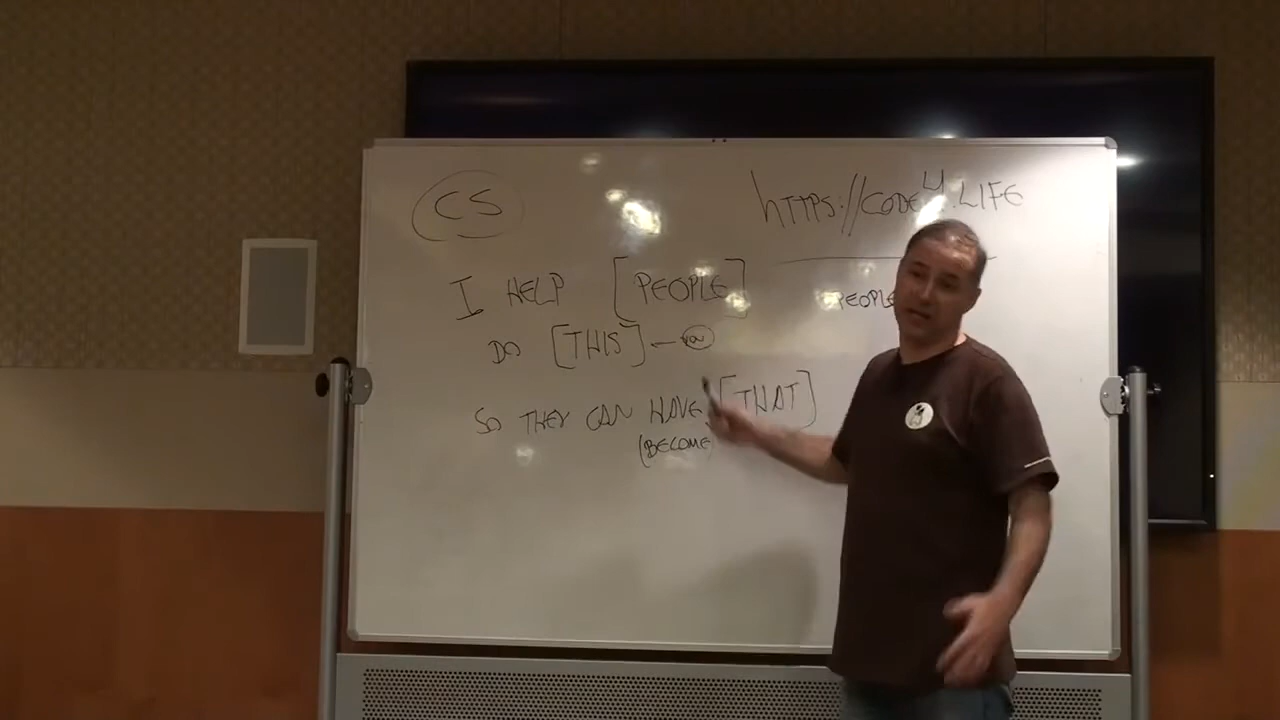 CS
https://CODE4.LIFE
I HELP [PEOPLE]
PEOPLE
DO [THIS] ←
SO THEY CAN HAVE [THAT]
(BECOME